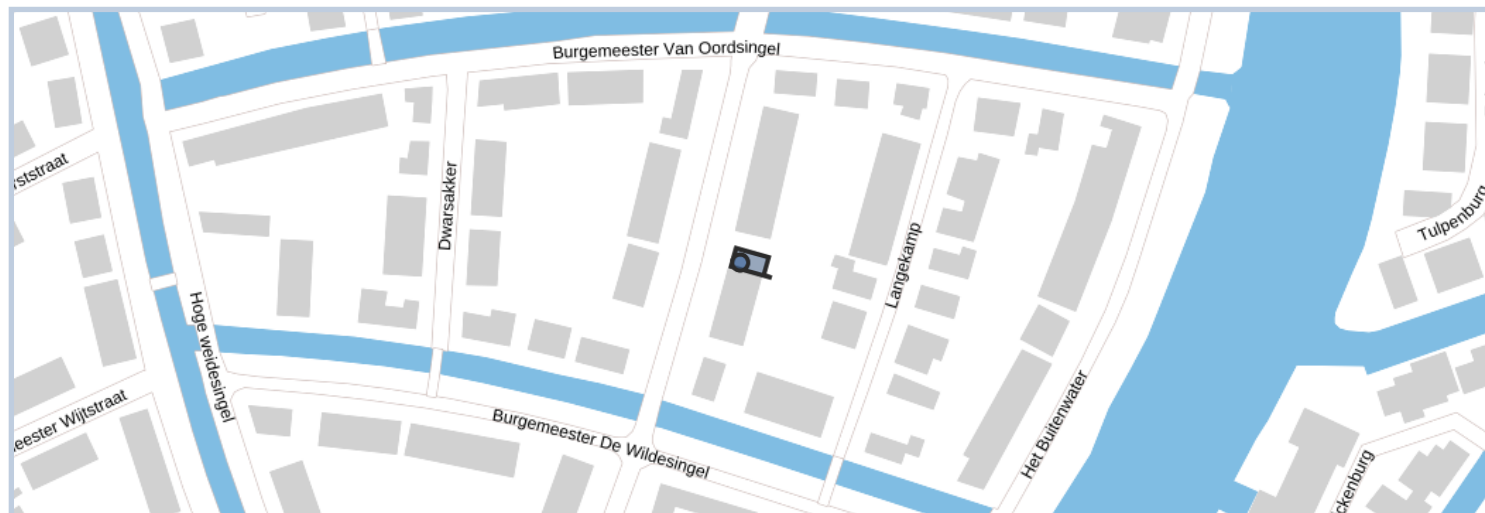 Burgemeester Van Oordsingel
rststraat
Dwarsakker
Tulpenburg
Langekamp
Hoge weidesingel
eester Wijtstraat
Burgemeester De Wildesingel
Het Buitenwater
ckenburg